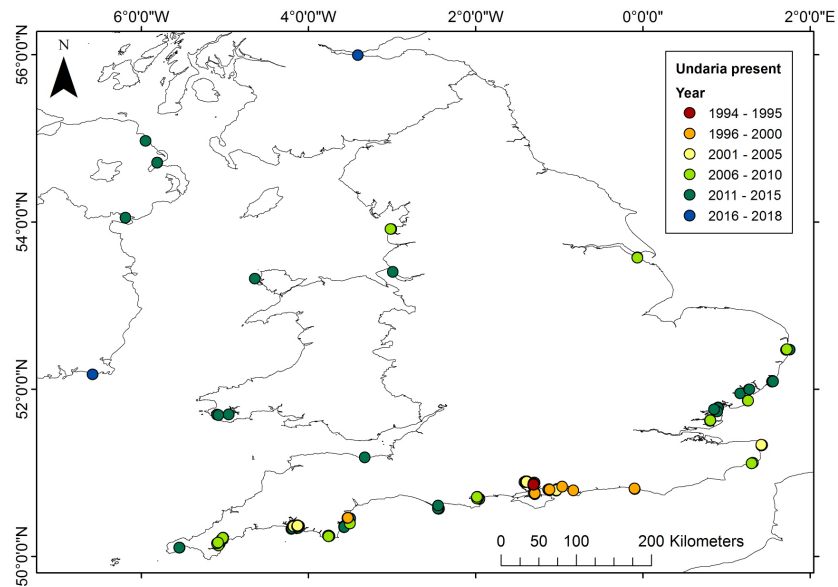 6°0'0"W 4°0'0"W 2°0'0"W 0°0'0" 2°0'0"E
56°0'0"N
54°0'0"N
52°0'0"N
50°0'0"N
N
Undaria present
Year
1994 - 1995
1996 - 2000
2001 - 2005
2006 - 2010
2011 - 2015
2016 - 2018
0 50 100 200 Kilometers